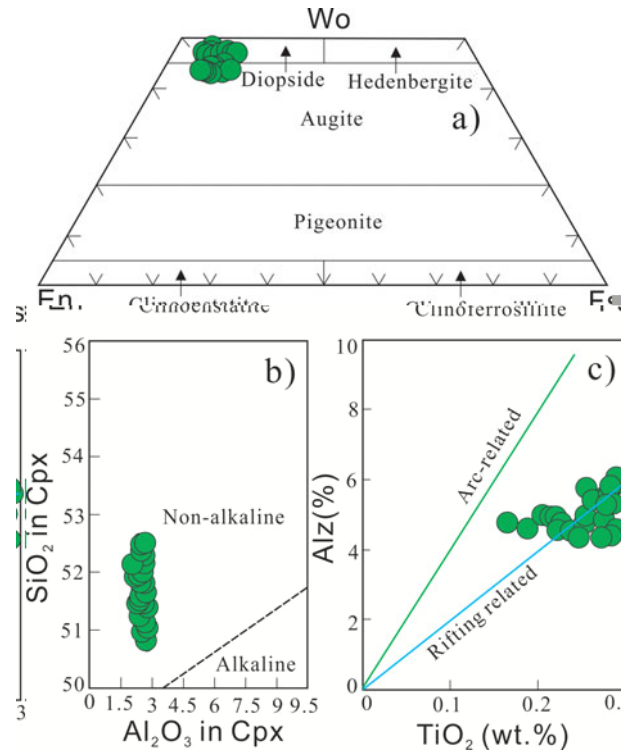 Wo
Diopside
Hedenbergite
Augite
a)
Pigeonite
b)
SiO₂ in Cpx
56
55
54
53
52
51
50
Non-alkaline
Alkaline
0 1.5 3 4.5 6 7.5 9.5
Al₂O₃ in Cpx
3
c)
Alz(%)
10
8
6
4
2
0
Arc-related
Rifting related
0 0.1 0.2
TiO₂ (wt.%)